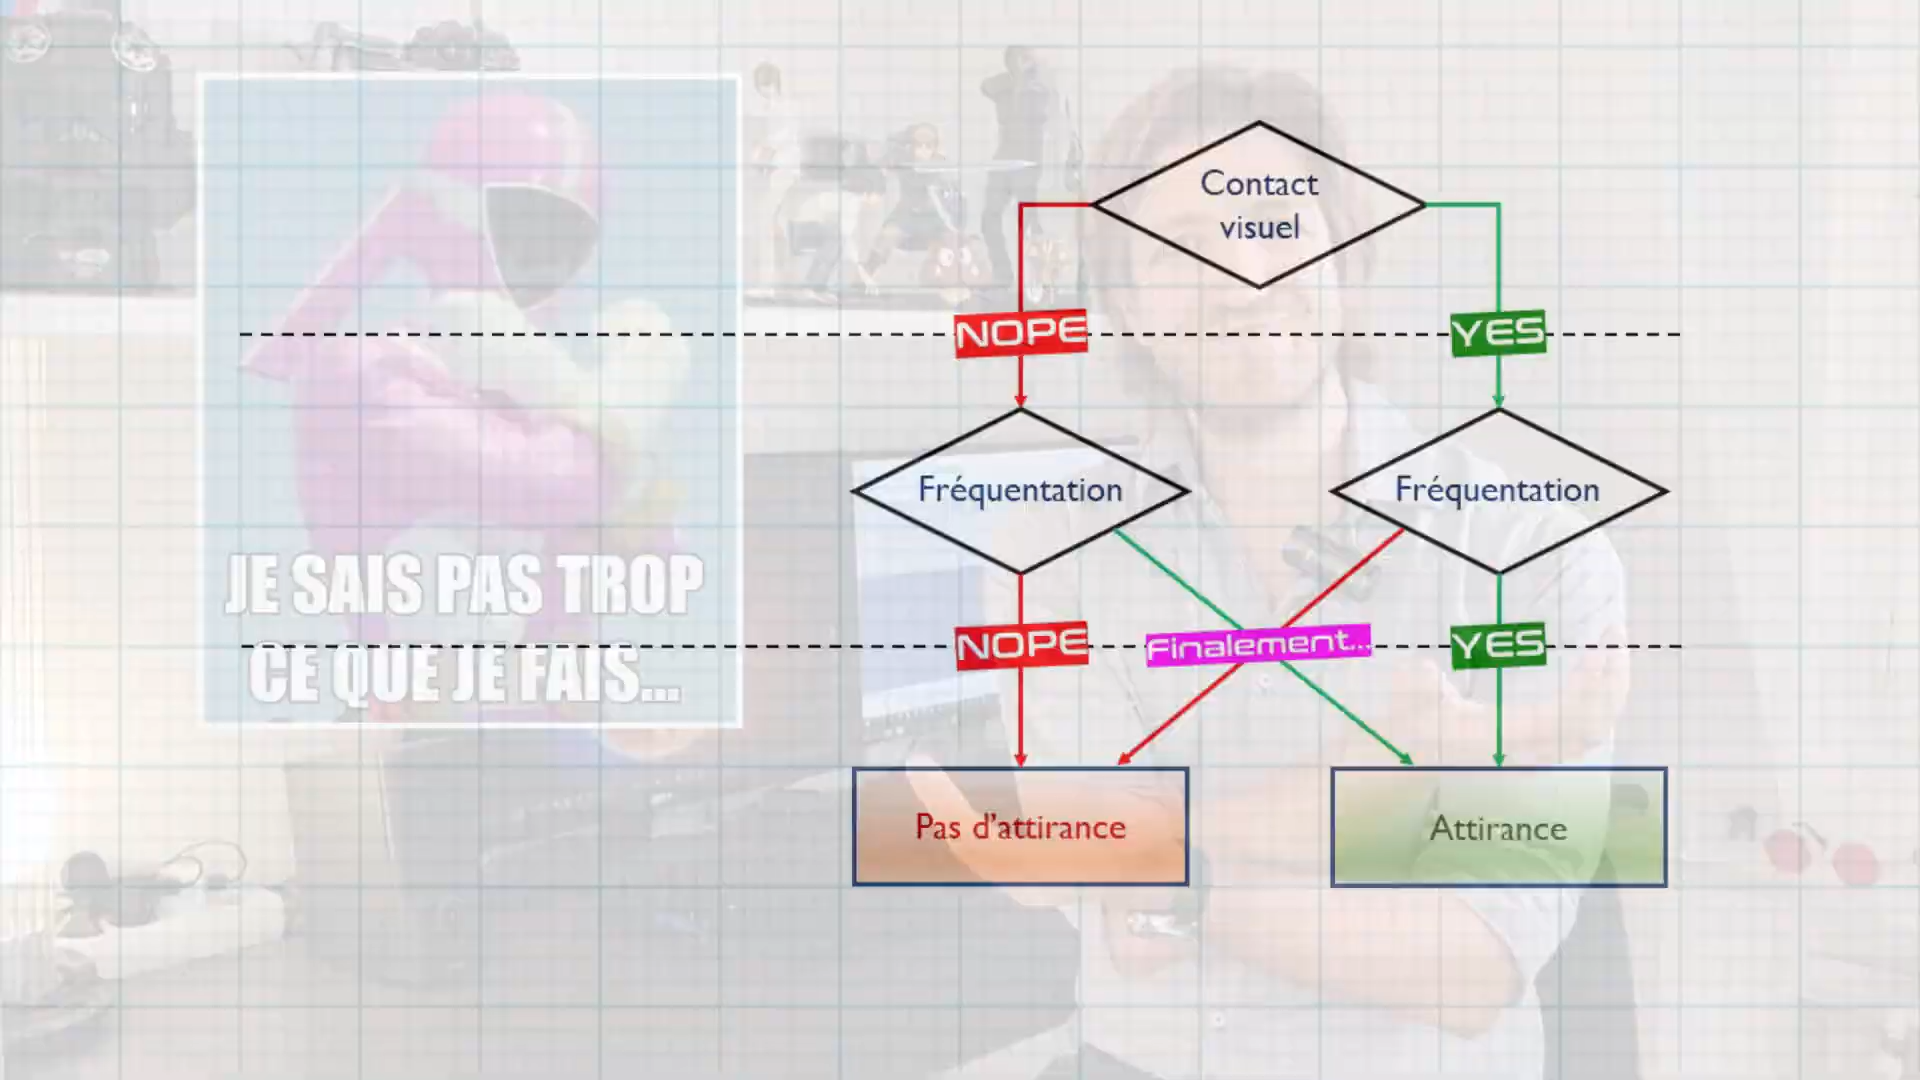 JE SAIS PAS TROP
CE QUE JE FAIS...
Contact
visuel
NOPE
YES
Fréquentation
Fréquentation
NOPE
Finalement...
YES
Pas d'attirance
Attirance